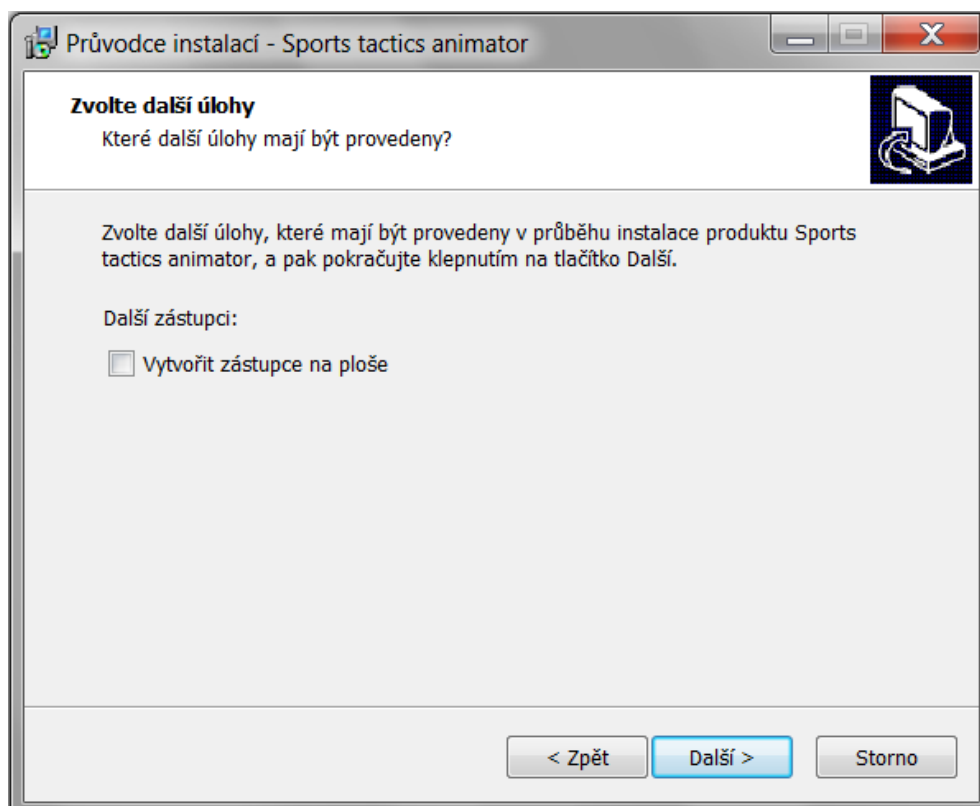 Průvodce instalací - Sports tactics animator
Zvolte další úlohy
Které další úlohy mají být provedeny?
Zvolte další úlohy, které mají být provedeny v průběhu instalace produktu Sports
tactics animator, a pak pokračujte klepnutím na tlačítko Další.
Další zástupci:
Vytvořit zástupce na ploše
< Zpět
Další >
Storno